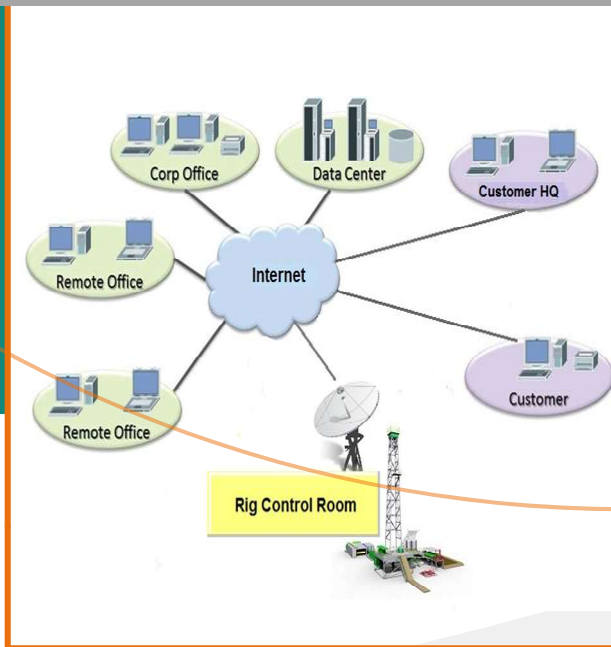 Corp Office
Data Center
Customer HQ
Remote Office
Internet
Customer
Remote Office
Rig Control Room